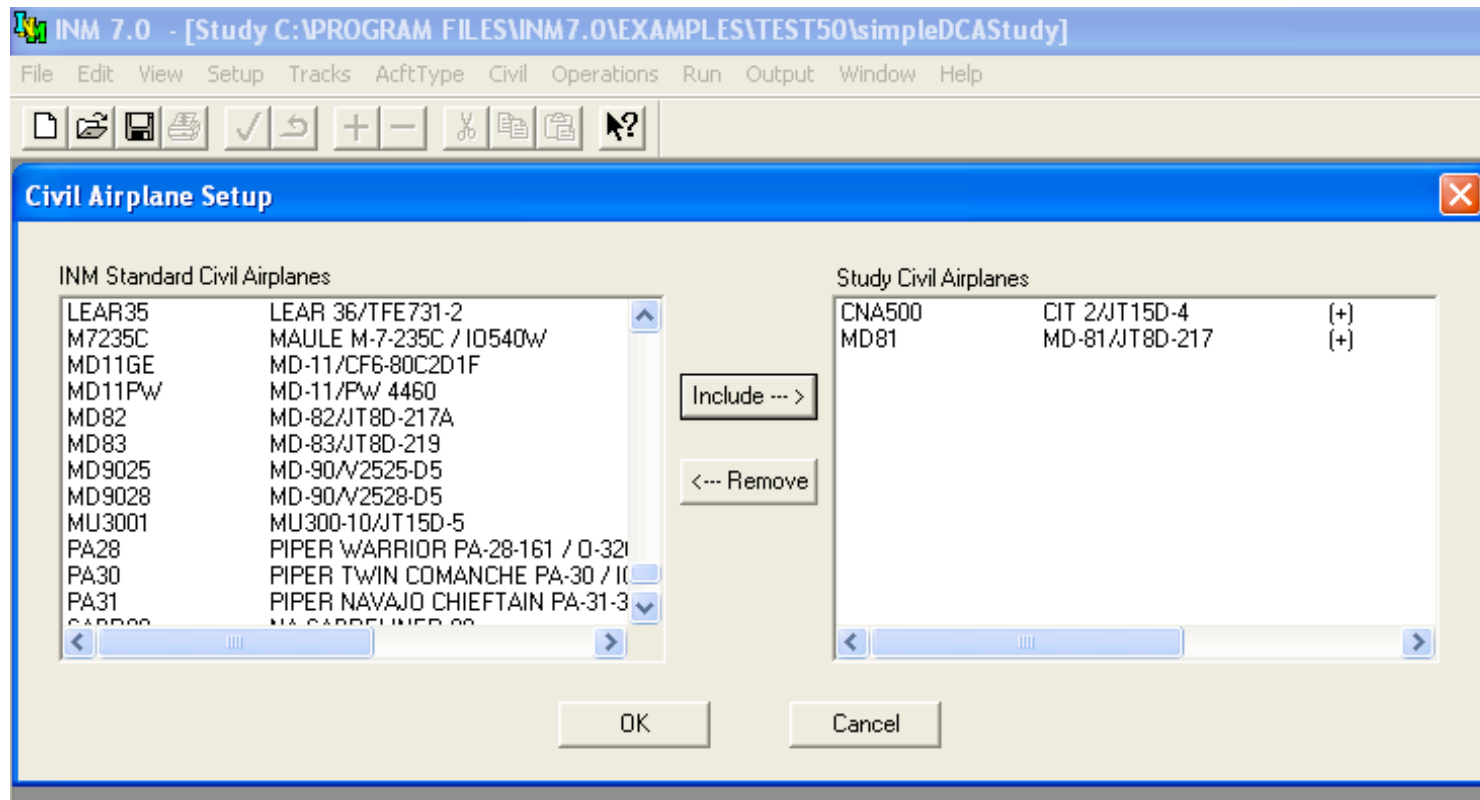 INM 7.0 - [Study C:\PROGRAM FILES\INM7.0\EXAMPLES\TEST50\simpleDCAStudy]
File Edit View Setup Tracks AcftType Civil Operations Run Output Window Help
Civil Airplane Setup
INM Standard Civil Airplanes
LEAR35 LEAR 36/TFE731-2
M7235C MAULE M-7-235C / IO540W
MD11GE MD-11/CF6-80C2D1F
MD11PW MD-11/PW 4460
MD82 MD-82/JT8D-217A
MD83 MD-83/JT8D-219
MD9025 MD-90/V2525-D5
MD9028 MD-90/V2528-D5
MU3001 MU300-10/JT15D-5
PA28 PIPER WARRIOR PA-28-161 / O-32
PA30 PIPER TWIN COMANCHE PA-30 / I
PA31 PIPER NAVAJO CHIEFTAIN PA-31-3
Include --- >
<--- Remove
Study Civil Airplanes
CNA500 CIT 2/JT15D-4 (+)
MD81 MD-81/JT8D-217 (+)
OK Cancel